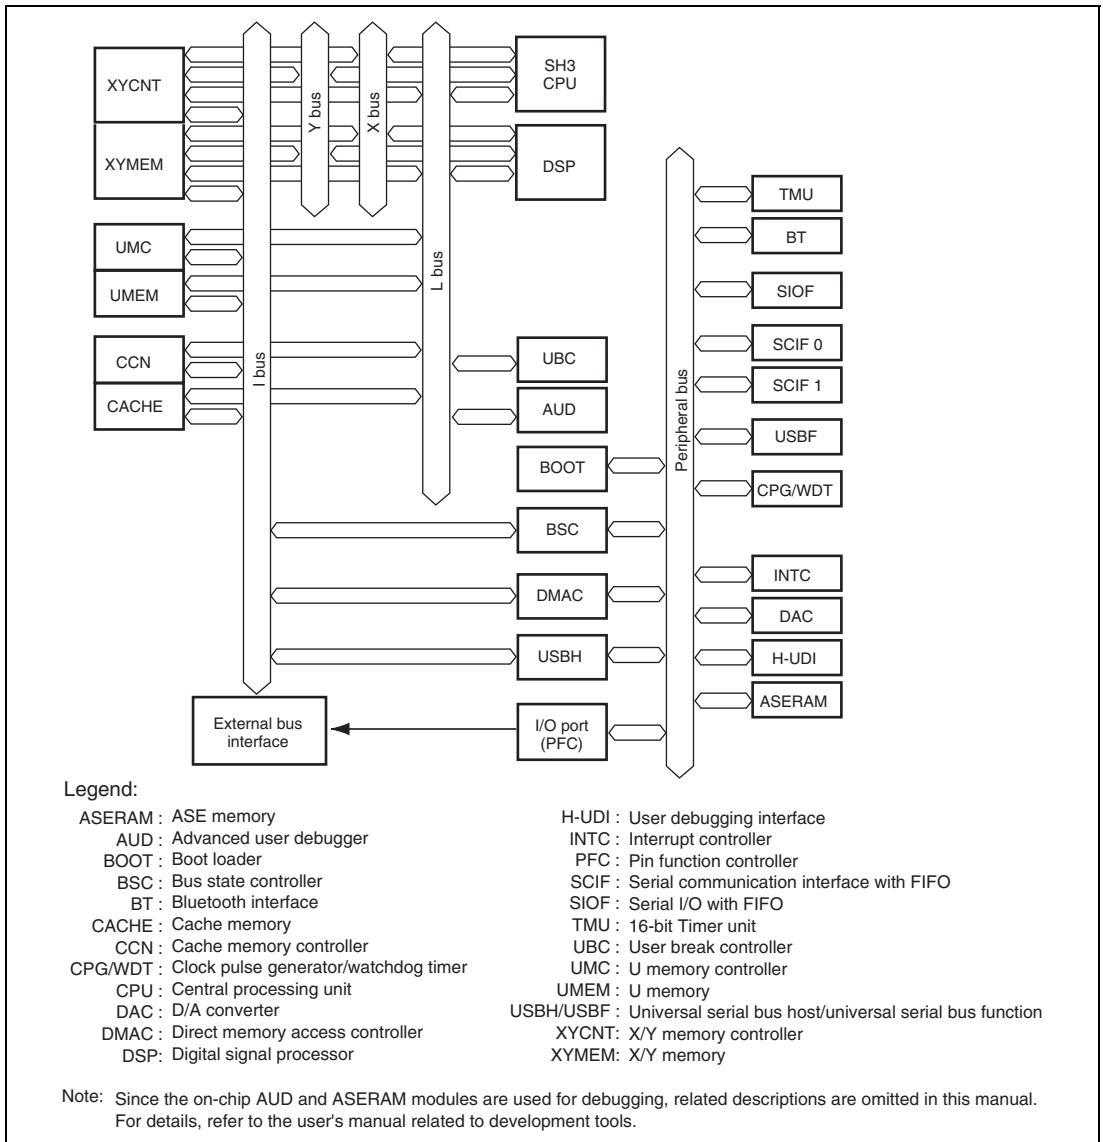 XYCNT
XYMEM
UMC
UMEM
CCN
CACHE
I bus
Y bus
X bus
L bus
SH3
CPU
DSP
UBC
AUD
BOOT
BSC
DMAC
USBH
I/O port
(PFC)
External bus
interface
Peripheral bus
TMU
BT
SIOF
SCIF 0
SCIF 1
USBF
CPG/WDT
INTC
DAC
H-UDI
ASERAM
Legend:
ASERAM : ASE memory
AUD : Advanced user debugger
BOOT : Boot loader
BSC : Bus state controller
BT : Bluetooth interface
CACHE : Cache memory
CCN : Cache memory controller
CPG/WDT : Clock pulse generator/watchdog timer
CPU : Central processing unit
DAC : D/A converter
DMAC : Direct memory access controller
DSP: Digital signal processor
H-UDI : User debugging interface
INTC : Interrupt controller
PFC : Pin function controller
SCIF : Serial communication interface with FIFO
SIOF : Serial I/O with FIFO
TMU : 16-bit Timer unit
UBC : User break controller
UMC : U memory controller
UMEM : U memory
USBH/USBF : Universal serial bus host/universal serial bus function
XYCNT: X/Y memory controller
XYMEM: X/Y memory
Note: Since the on-chip AUD and ASERAM modules are used for debugging, related descriptions are omitted in this manual.
For details, refer to the user's manual related to development tools.